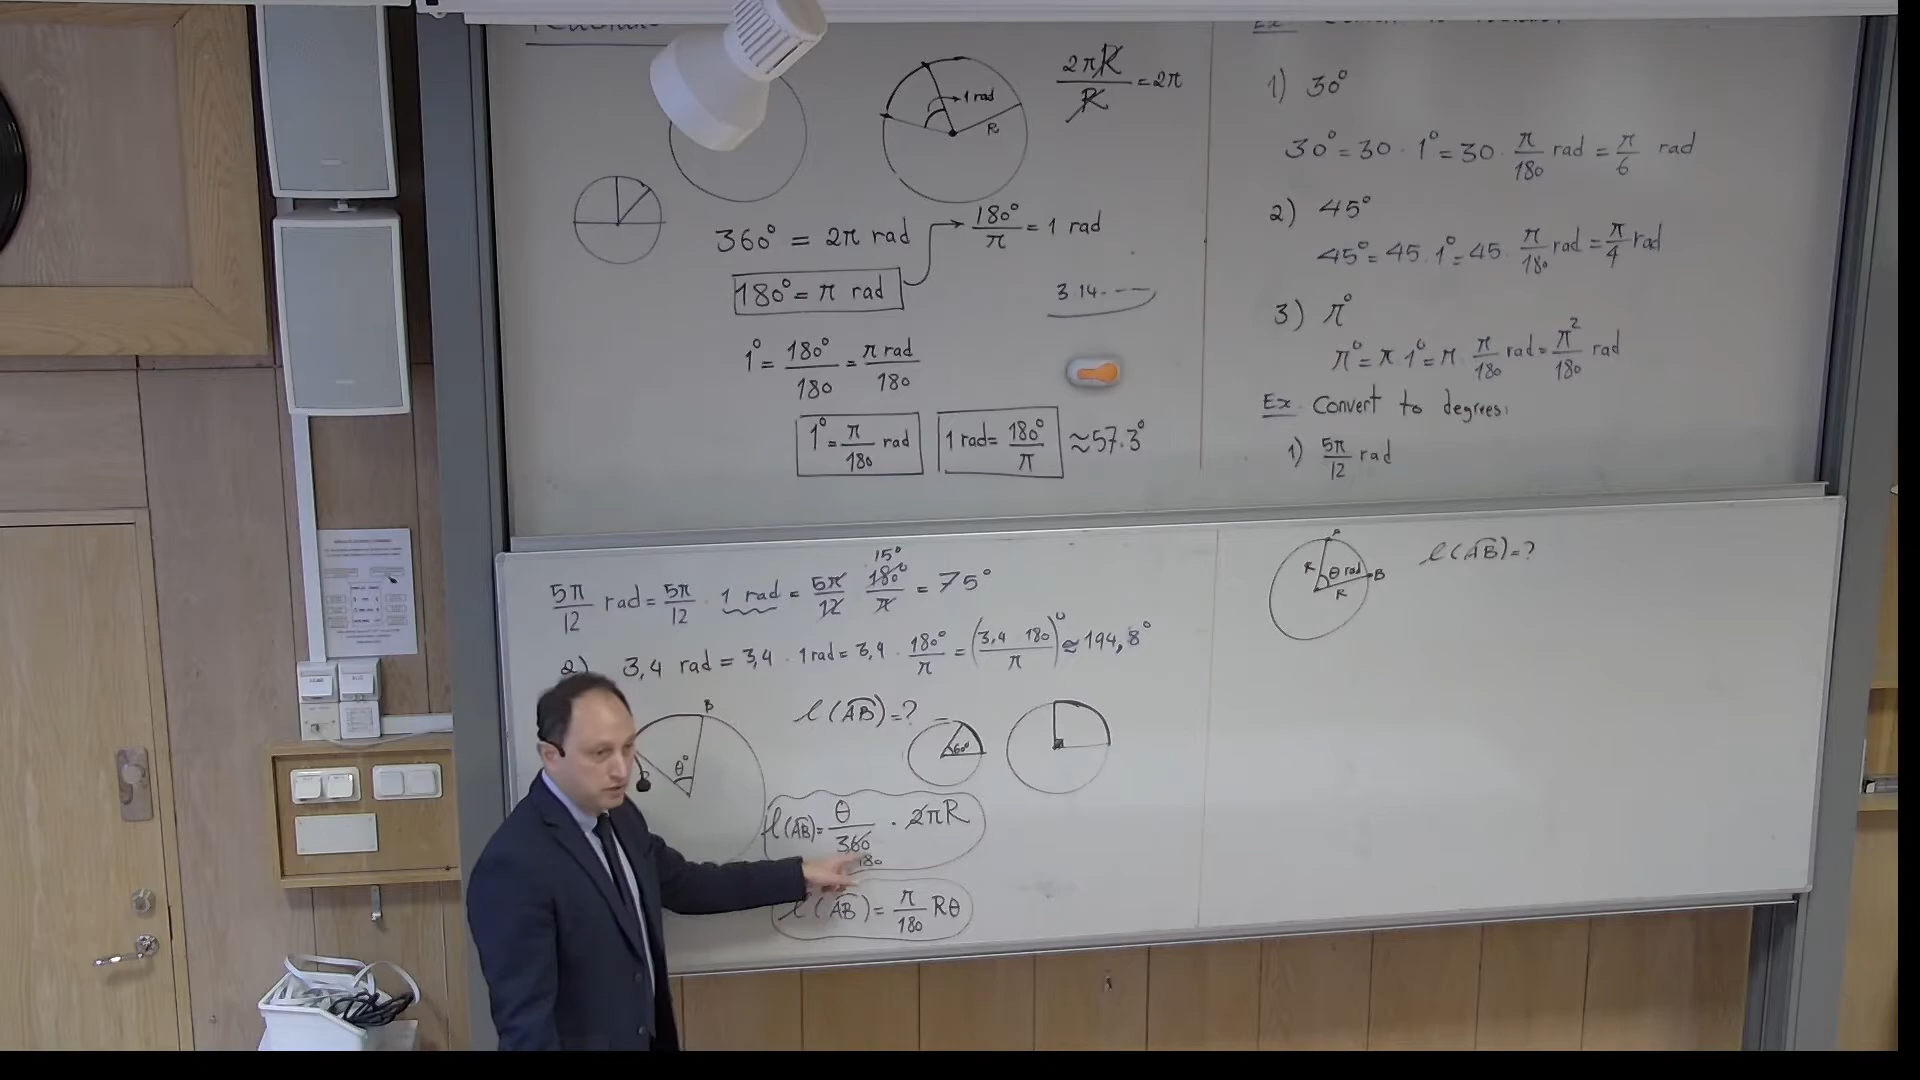 1 rad
R
2πR/R = 2π
360° = 2π rad
180°/π = 1 rad
180° = π rad
3 14. - - -
1° = 180°/180 = π rad/180
1° = π/180 rad
1 rad = 180°/π ≈ 57.3°
1) 30°
30° = 30 · 1° = 30 · π/180 rad = π/6 rad
2) 45°
45° = 45 · 1° = 45 · π/180 rad = π/4 rad
3) π°
π° = π · 1° = π · π/180 rad = π²/180 rad
Ex. Convert to degrees:
1) 5π/12 rad
15°
5π/12 rad = 5π/12 · 1 rad = 5π/12 180°/π = 75°
2) 3,4 rad = 3,4 · 1 rad = 3,4 · 180°/π = (3,4 180/π)° ≈ 194,8°
B
θ°
l(AB) = ?
60°
l(AB) = θ/360 · 2πR
180
l(AB) = π/180 Rθ
A
R
θ rad
B
R
l(AB) = ?